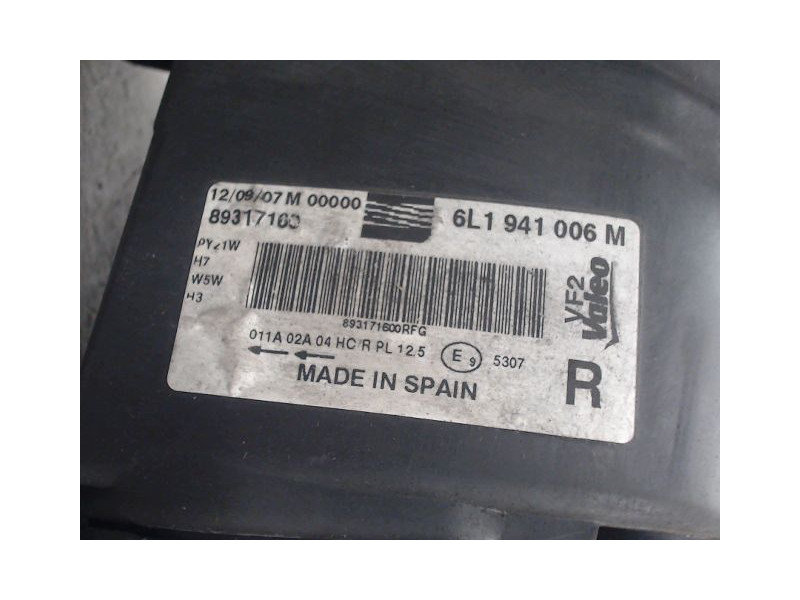 12/09/07 M 00000
89317160
6L1 941 006 M
PY21W
H7
W5W
H3
893171600RFG
VF2
Valeo
011A 02A 04 HC/R PL 12.5
E9
5307
MADE IN SPAIN
R